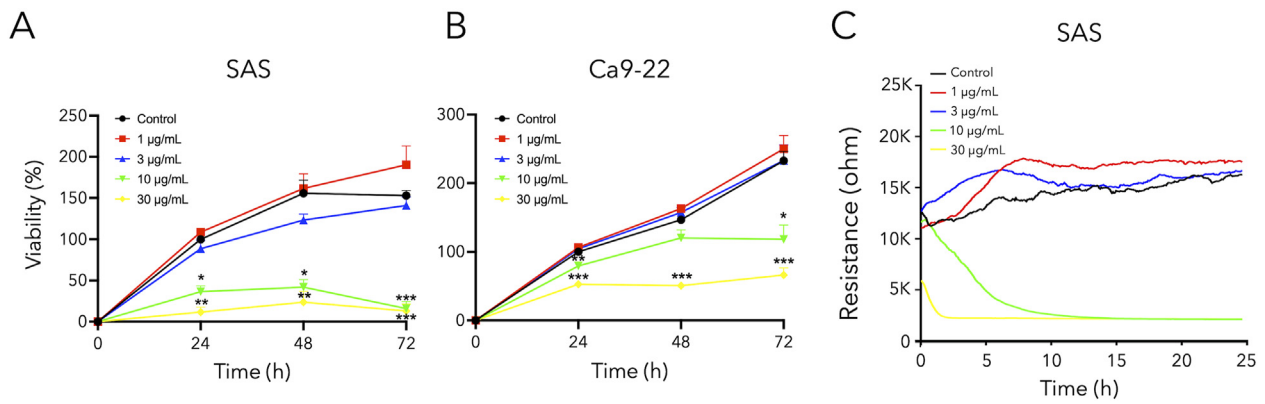 A
SAS
Viability (%)
250
200
150
100
50
0
Control
1 µg/mL
3 µg/mL
10 µg/mL
30 µg/mL
*
**
*
**
***
***
0
24
48
72
Time (h)
B
Ca9-22
300
200
100
0
Control
1 µg/mL
3 µg/mL
10 µg/mL
30 µg/mL
**
***
***
*
***
0
24
48
72
Time (h)
C
SAS
Resistance (ohm)
25K
20K
15K
10K
5K
0
Control
1 µg/mL
3 µg/mL
10 µg/mL
30 µg/mL
0
5
10
15
20
25
Time (h)